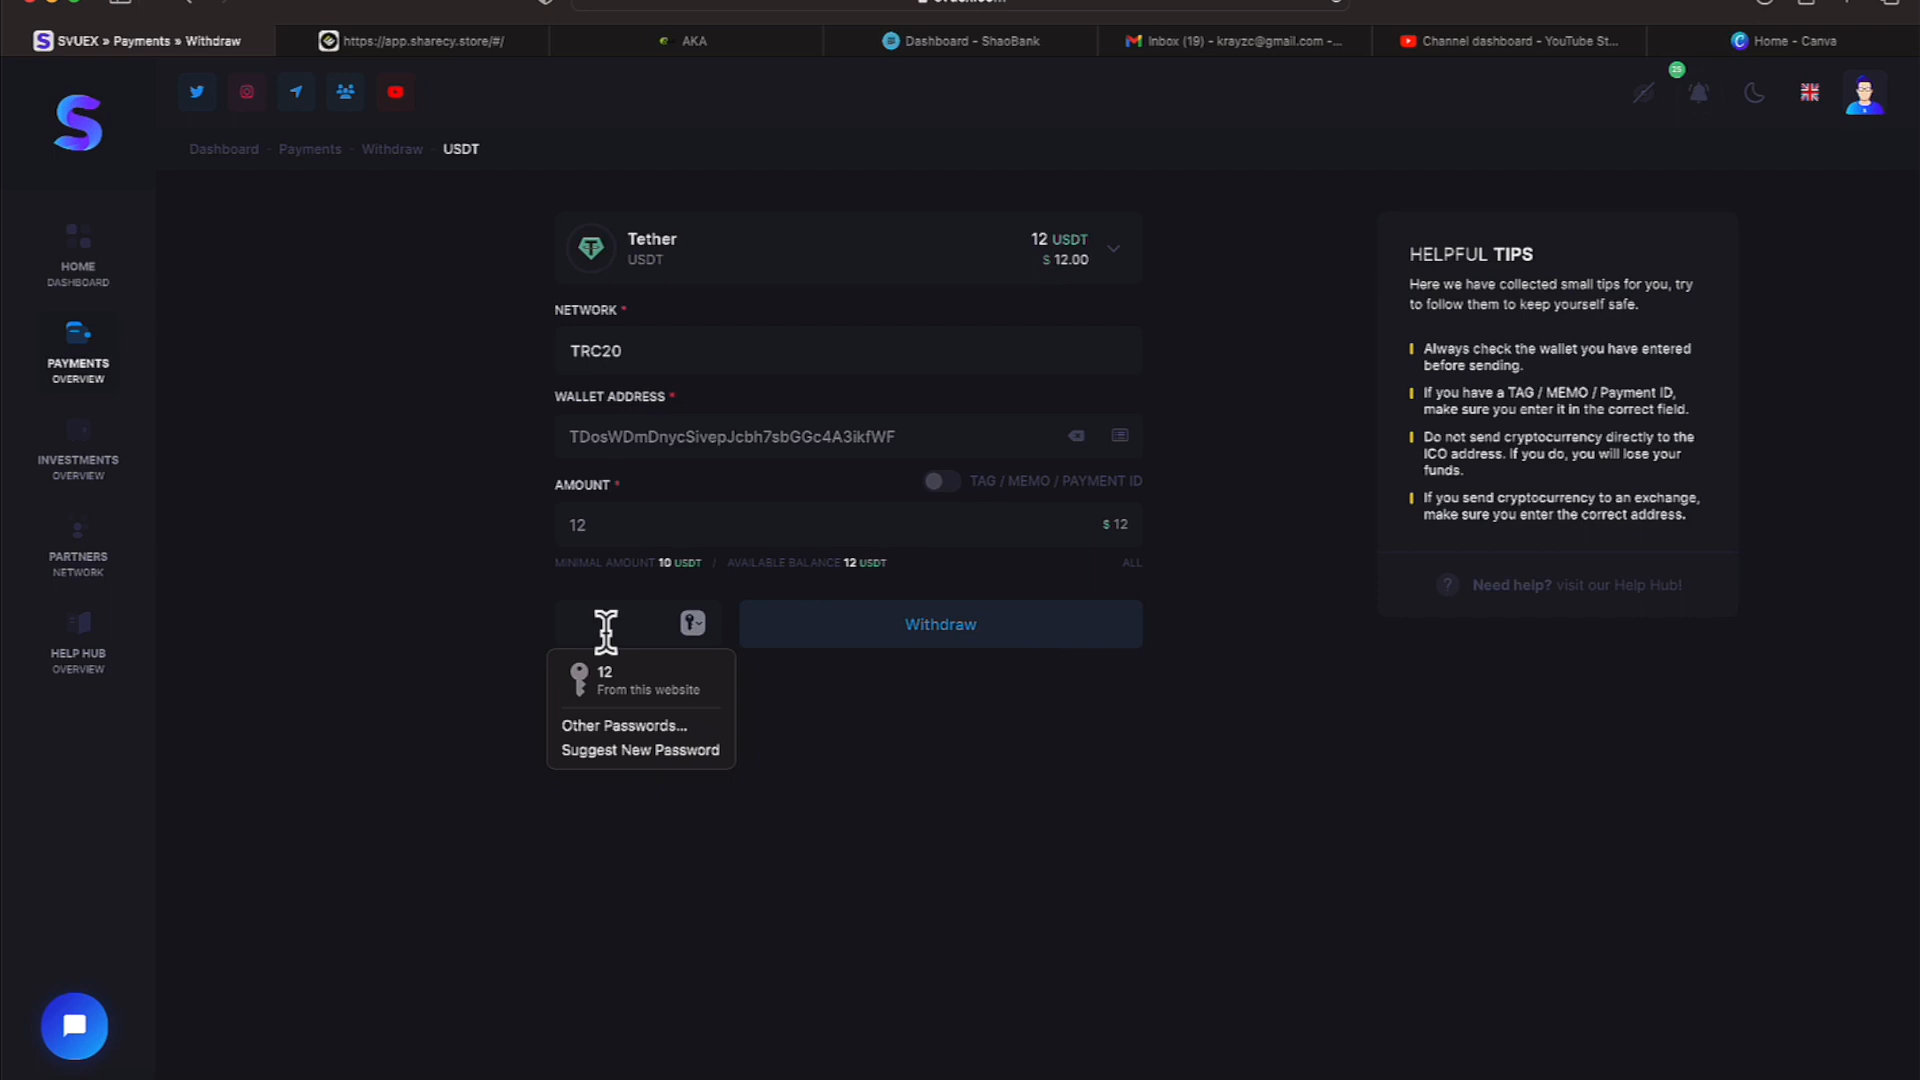 SVUEX » Payments » Withdraw
https://app.sharecy.store/#/
AKA
Dashboard - ShaoBank
Inbox (19) - krayzc@gmail.com -...
Channel dashboard - YouTube St...
Home - Canva
25
Dashboard - Payments - Withdraw USDT
HOME
DASHBOARD
PAYMENTS
OVERVIEW
INVESTMENTS
OVERVIEW
PARTNERS
NETWORK
HELP HUB
OVERVIEW
Tether
USDT
12 USDT
$ 12.00
NETWORK *
TRC20
WALLET ADDRESS *
TDosWDmDnycSivepJcbh7sbGGc4A3ikfWF
AMOUNT *
TAG / MEMO / PAYMENT ID
12
$ 12
MINIMAL AMOUNT 10 USDT / AVAILABLE BALANCE 12 USDT
ALL
Withdraw
12
From this website
Other Passwords...
Suggest New Password
HELPFUL TIPS
Here we have collected small tips for you, try
to follow them to keep yourself safe.
Always check the wallet you have entered
before sending.
If you have a TAG / MEMO / Payment ID,
make sure you enter it in the correct field.
Do not send cryptocurrency directly to the
ICO address. If you do, you will lose your
funds.
If you send cryptocurrency to an exchange,
make sure you enter the correct address.
? Need help? visit our Help Hub!